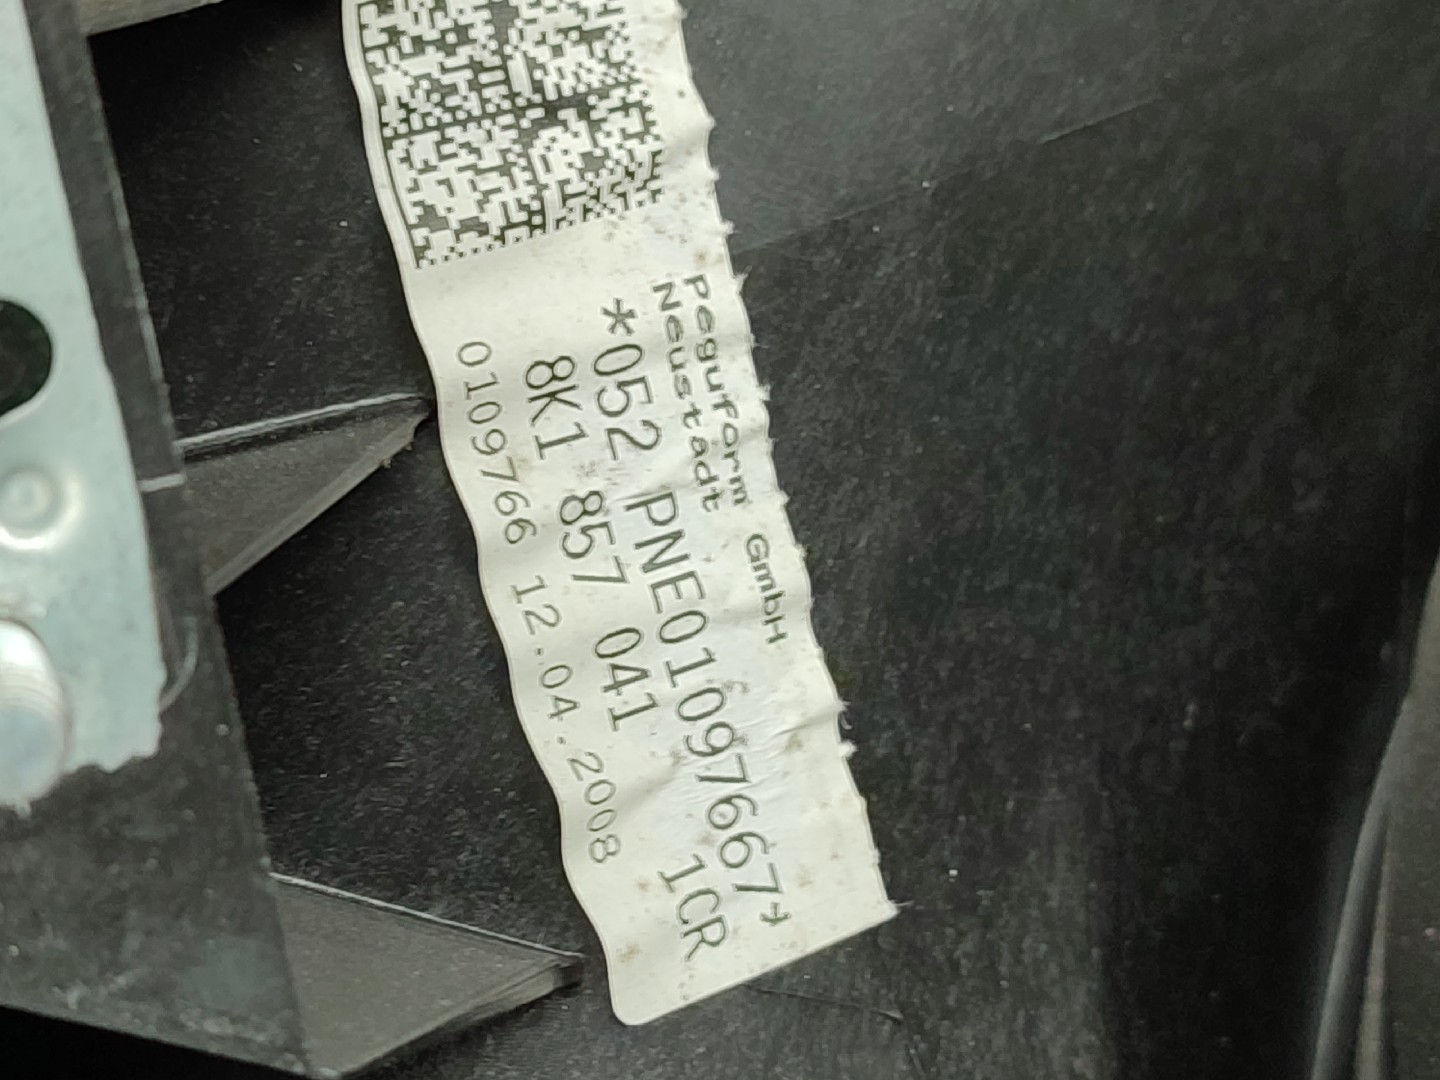 Peguform GmbH
Neustadt
*052 PNE01097667*
8K1 857 041 1CR
0109766 12.04.2008